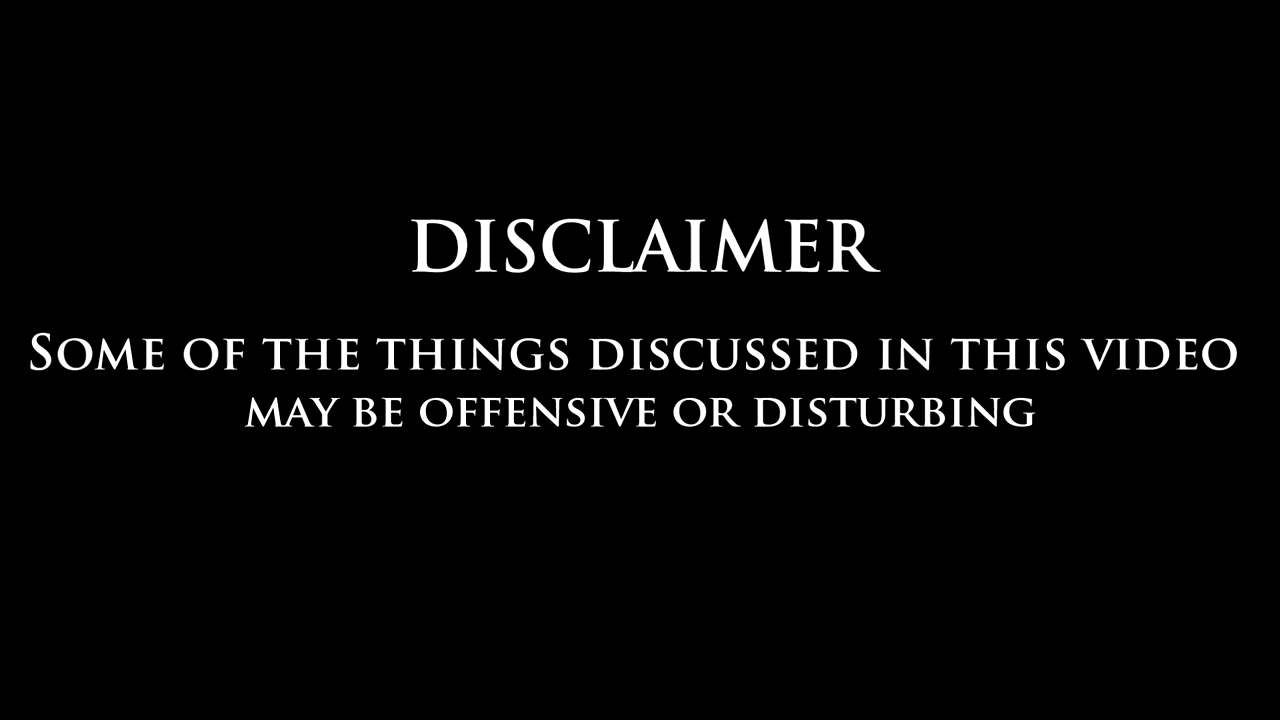 DISCLAIMER
Some of the things discussed in this video
may be offensive or disturbing